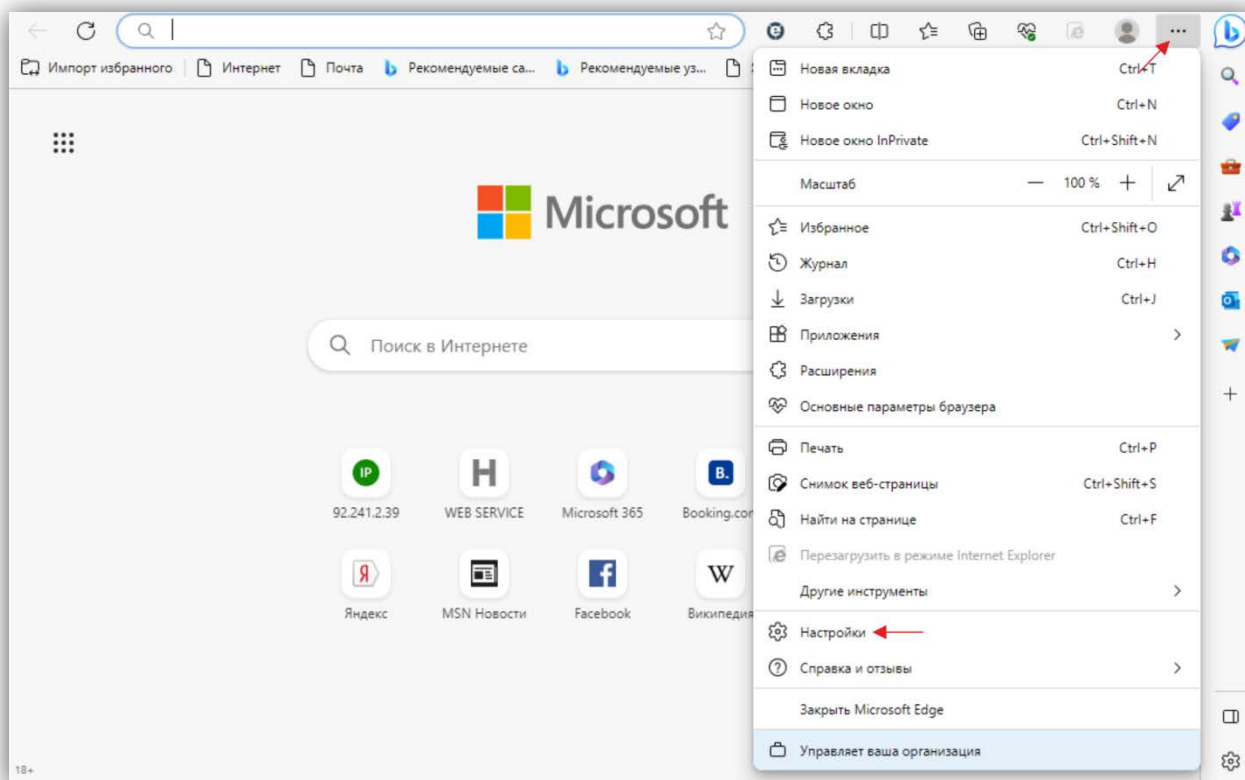 Импорт избранного
Интернет
Почта
Рекомендуемые са...
Рекомендуемые уз...
Microsoft
Поиск в Интернете
IP
H
B.
92.241.2.39
WEB SERVICE
Microsoft 365
Booking.cor
Я
f
W
Яндекс
MSN Новости
Facebook
Википедия
18+
Новая вкладка Ctrl+T
Новое окно Ctrl+N
Новое окно InPrivate Ctrl+Shift+N
Масштаб — 100 % +
Избранное Ctrl+Shift+O
Журнал Ctrl+H
Загрузки Ctrl+J
Приложения
Расширения
Основные параметры браузера
Печать Ctrl+P
Снимок веб-страницы Ctrl+Shift+S
Найти на странице Ctrl+F
Перезагрузить в режиме Internet Explorer
Другие инструменты
Настройки
Справка и отзывы
Закрыть Microsoft Edge
Управляет ваша организация